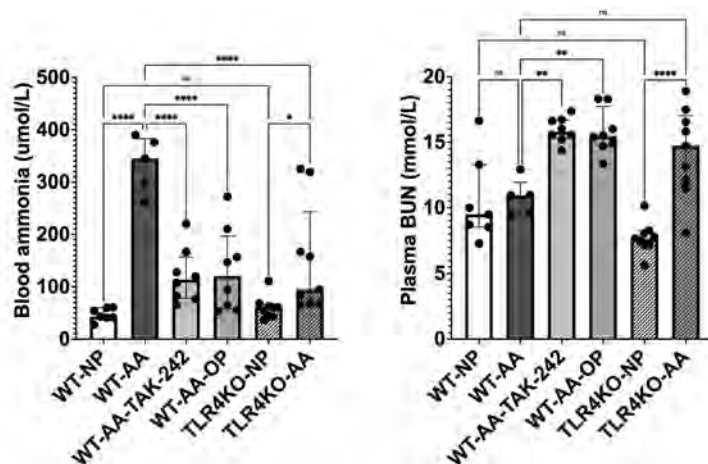 Blood ammonia (umol/L)
500
400
300
200
100
0
****
ns
****
****
****
*
WT-NP
WT-AA
WT-AA-TAK-242
WT-AA-OP
TLR4KO-NP
TLR4KO-AA
Plasma BUN (mmol/L)
20
15
10
5
0
ns
ns
**
ns
**
****
WT-NP
WT-AA
WT-AA-TAK-242
WT-AA-OP
TLR4KO-NP
TLR4KO-AA